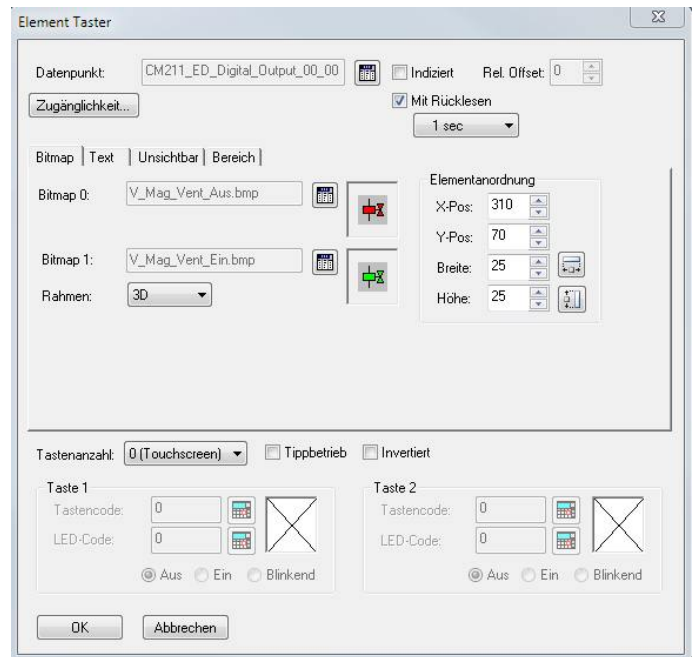 Element Taster
Datenpunkt: CM211_ED_Digital_Output_00_00 Indiziert Rel. Offset: 0
Zugänglichkeit... Mit Rücklesen
1 sec
Bitmap Text Unsichtbar Bereich
Bitmap 0: V_Mag_Vent_Aus.bmp
Bitmap 1: V_Mag_Vent_Ein.bmp
Rahmen: 3D
Elementanordnung
X-Pos: 310
Y-Pos: 70
Breite: 25
Höhe: 25
Tastenanzahl: 0 (Touchscreen) Tippbetrieb Invertiert
Taste 1
Tastencode: 0
LED-Code: 0
Aus Ein Blinkend
Taste 2
Tastencode: 0
LED-Code: 0
Aus Ein Blinkend
OK Abbrechen